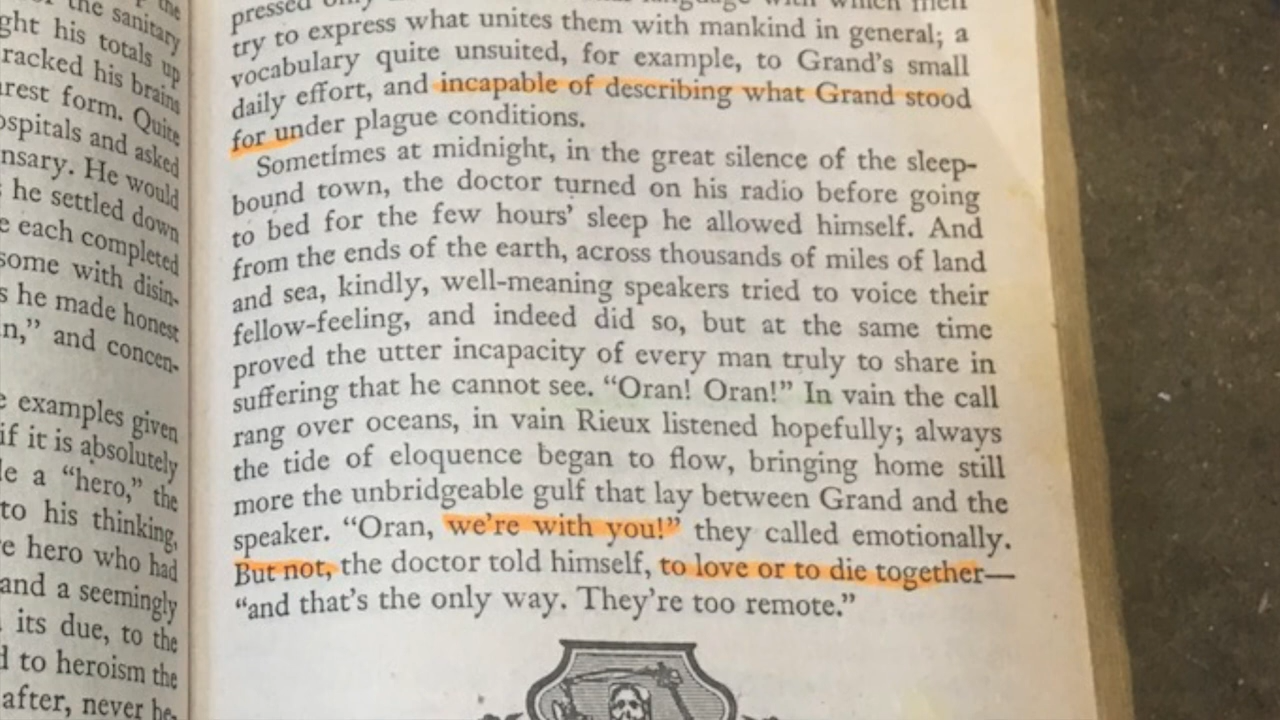 the
the sanitary
ght his totals up
racked his brains
rest form. Quite
ospitals and asked
nsary. He would
he settled down
e each completed
some with disin-
s he made honest
n,” and concen-
e examples given
if it is absolutely
le a “hero,” the
to his thinking,
e hero who had
and a seemingly
its due, to the
d to heroism the
after, never be-
pressed only language with which men
try to express what unites them with mankind in general; a
vocabulary quite unsuited, for example, to Grand’s small
daily effort, and incapable of describing what Grand stood
for under plague conditions.
Sometimes at midnight, in the great silence of the sleep-
bound town, the doctor turned on his radio before going
to bed for the few hours’ sleep he allowed himself. And
from the ends of the earth, across thousands of miles of land
and sea, kindly, well-meaning speakers tried to voice their
fellow-feeling, and indeed did so, but at the same time
proved the utter incapacity of every man truly to share in
suffering that he cannot see. “Oran! Oran!” In vain the call
rang over oceans, in vain Rieux listened hopefully; always
the tide of eloquence began to flow, bringing home still
more the unbridgeable gulf that lay between Grand and the
speaker. “Oran, we’re with you!” they called emotionally.
But not, the doctor told himself, to love or to die together—
“and that’s the only way. They’re too remote.”